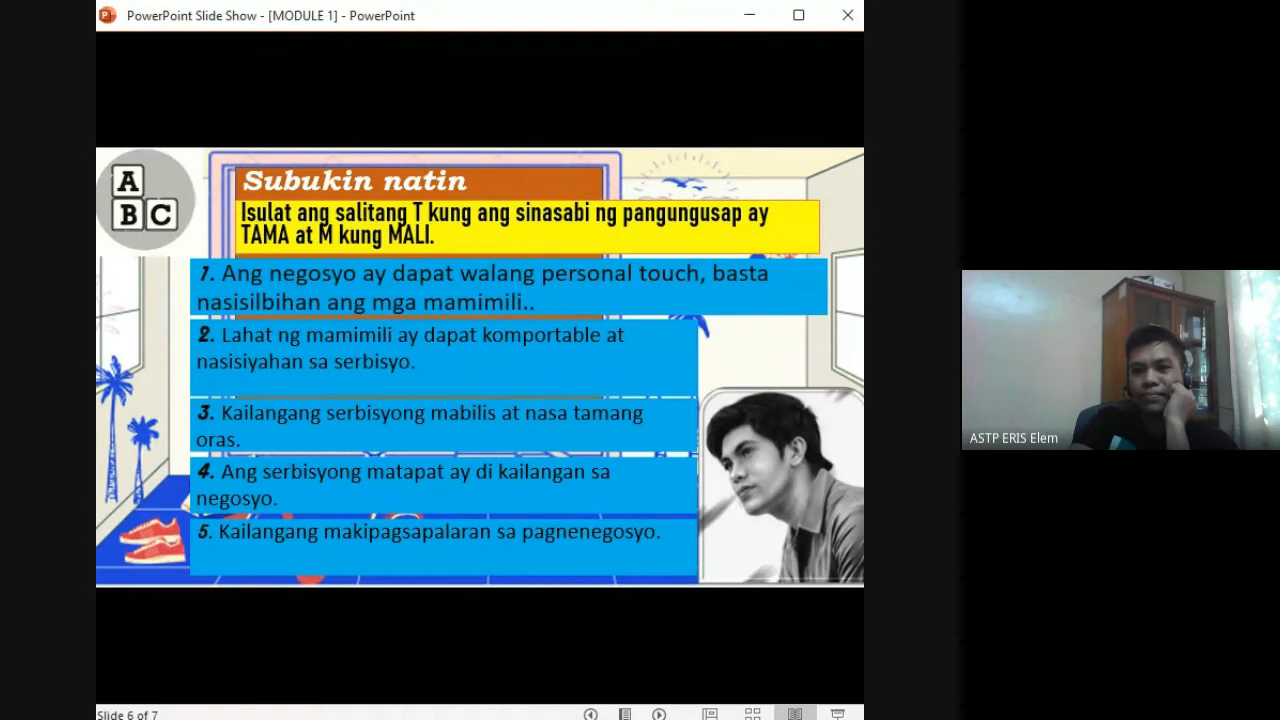 PowerPoint Slide Show - [MODULE 1] - PowerPoint
A
B C
Subukin natin
Isulat ang salitang T kung ang sinasabi ng pangungusap ay
TAMA at M kung MALI.
1. Ang negosyo ay dapat walang personal touch, basta
nasisilbihan ang mga mamimili..
2. Lahat ng mamimili ay dapat komportable at
nasisiyahan sa serbisyo.
3. Kailangang serbisyong mabilis at nasa tamang
oras.
4. Ang serbisyong matapat ay di kailangan sa
negosyo.
5. Kailangang makipagsapalaran sa pagnenegosyo.
ASTP ERIS Elem
Slide 6 of 7